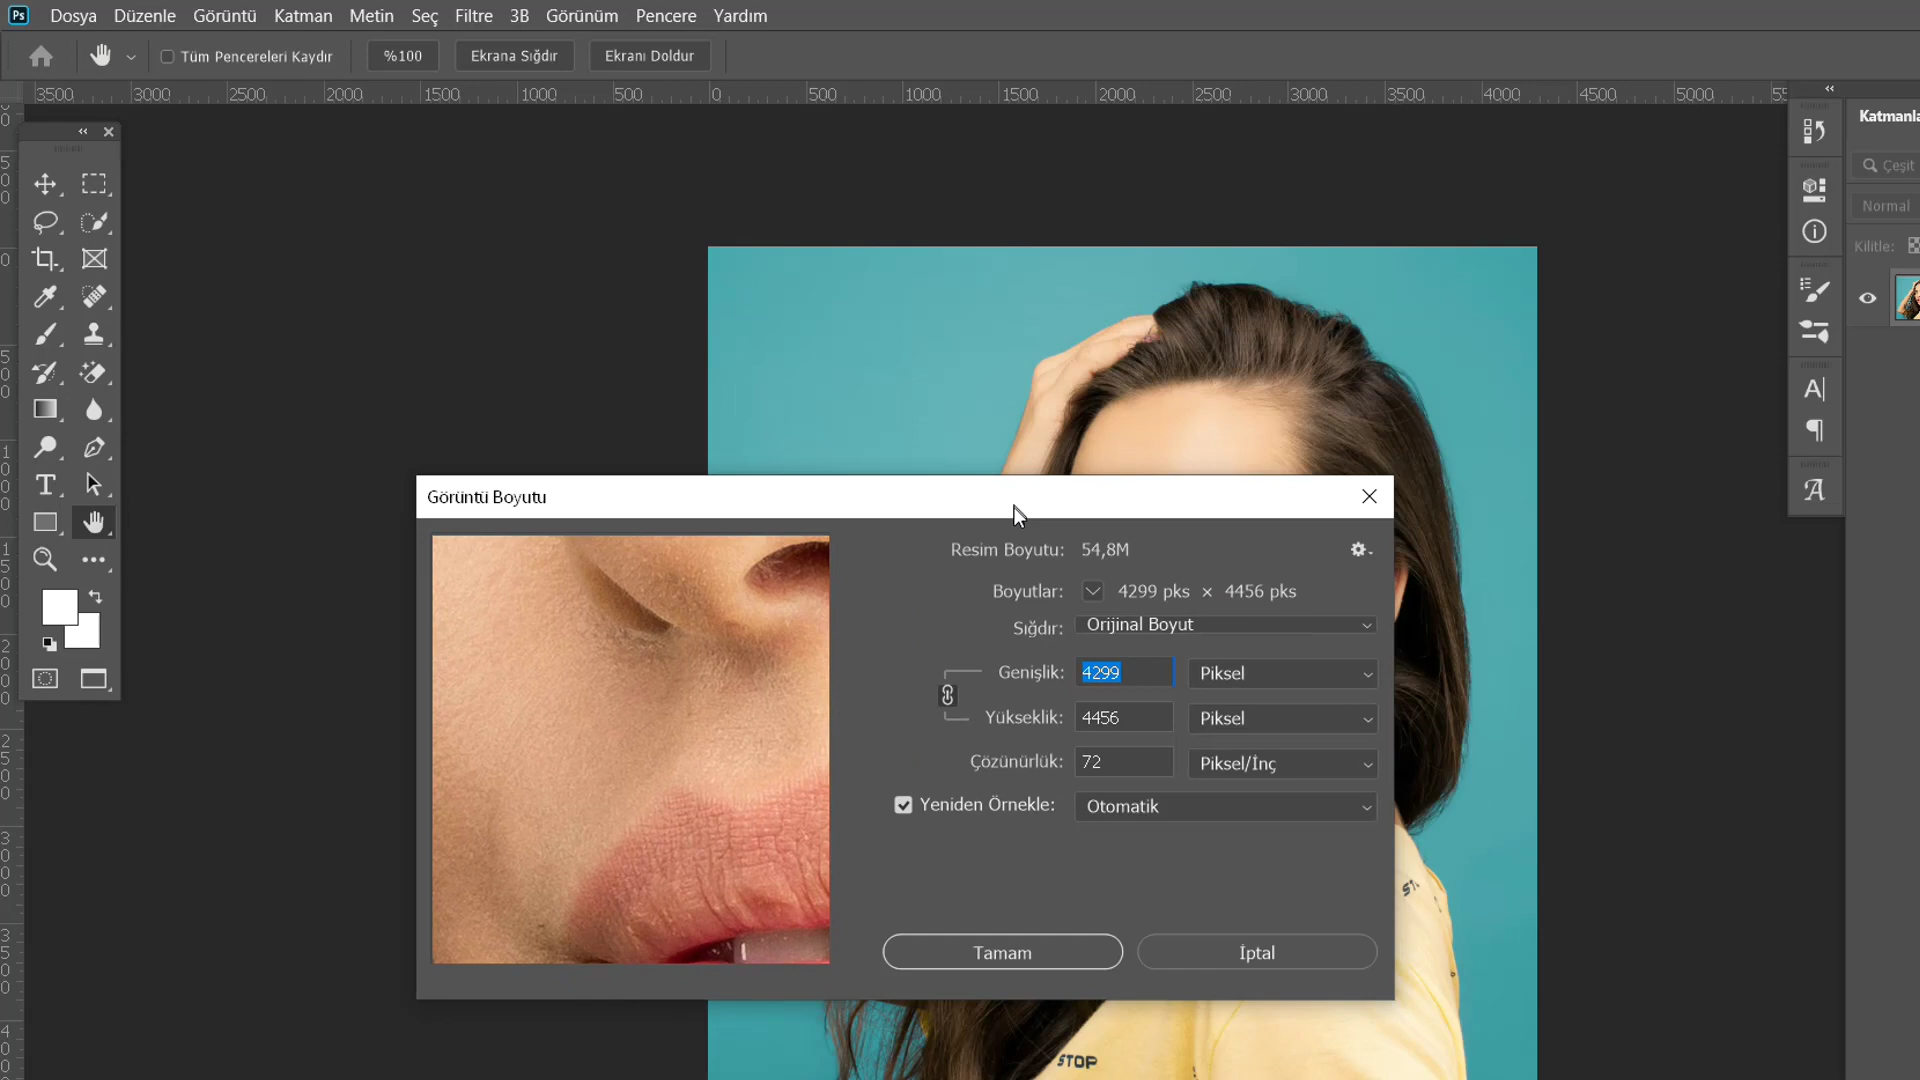 Ps Dosya Düzenle Görüntü Katman Metin Seç Filtre 3B Görünüm Pencere Yardım
Tüm Pencereleri Kaydır %100 Ekrana Sığdır Ekranı Doldur
3500 3000 2500 2000 1500 1000 500 0 500 1000 1500 2000 2500 3000 3500 4000 4500 5000
Katmanla
Çeşit
Normal
Kilitle:
Görüntü Boyutu
Resim Boyutu: 54,8M
Boyutlar: 4299 pks × 4456 pks
Sığdır: Orijinal Boyut
Genişlik: 4299 Piksel
Yükseklik: 4456 Piksel
Çözünürlük: 72 Piksel/İnç
Yeniden Örnekle: Otomatik
Tamam İptal
STOP